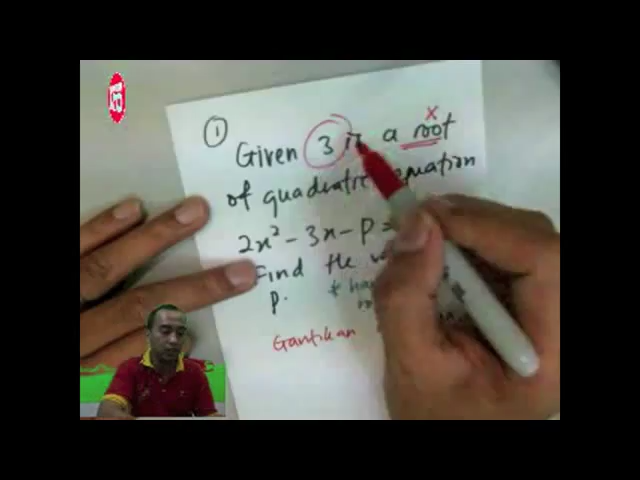 ①
x
Given 3 is a root
of quadratic equation
2x² - 3x - p =
Find the
p.
Gantikan